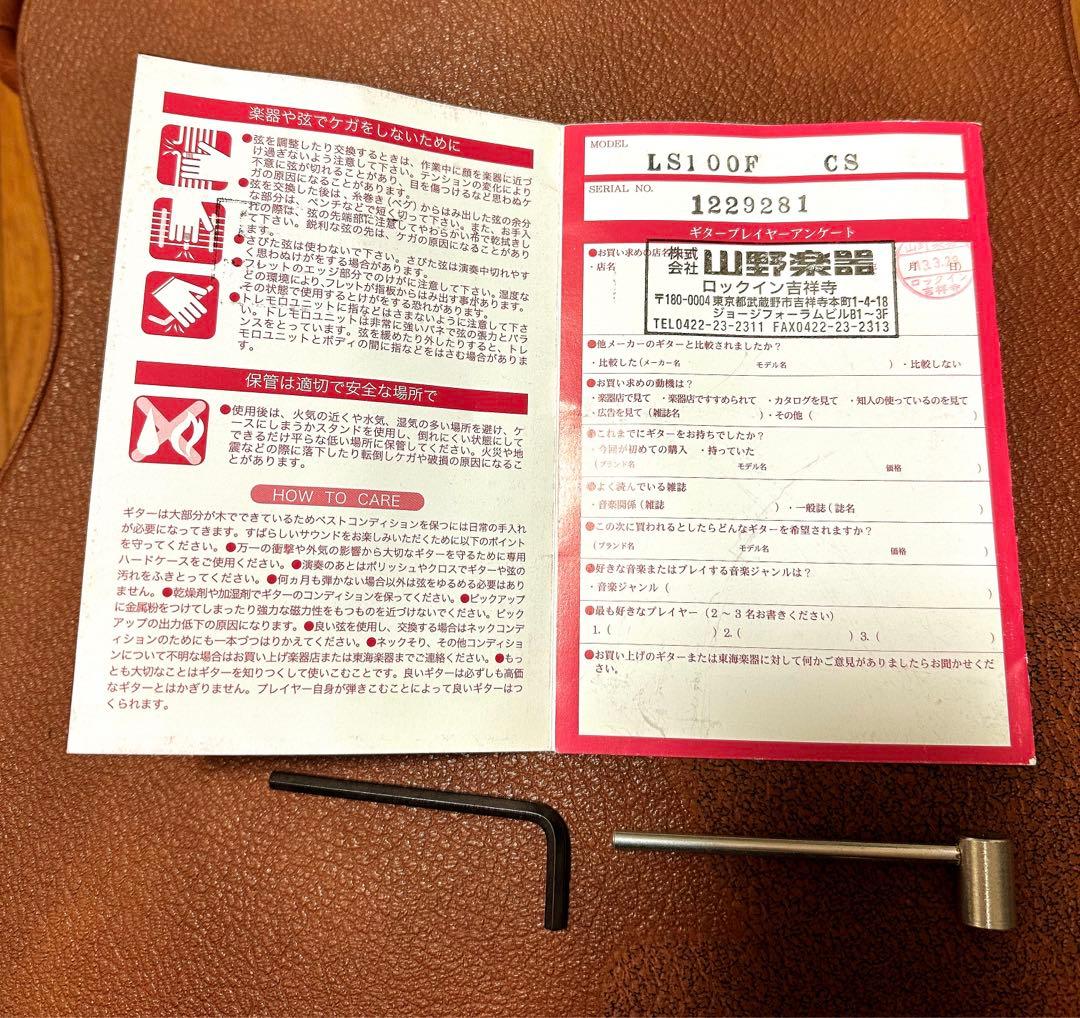 楽器や弦でケガをしないために
●弦を調整したり交換するときは、作業中に顔を楽器に近づ
け過ぎないよう注意して下さい。テンションの変化により
不意に弦が切れることがあり、目を傷つけるなど思わぬケ
ガの原因になることがあります。
●弦を交換した後は、糸巻き(ペグ)からはみ出した弦の余分
な部分は、ペンチなどで短く切って下さい。また、お手入
れの際は、弦の先端部に注意してやわらかい布で乾拭きし
て下さい。鋭利な弦の先は、ケガの原因になることがあり
ます。
●さびた弦は使わないで下さい。さびた弦は演奏中切れやす
く思わぬけがをする場合があります。
●フレットのエッジ部分でのけがに注意して下さい。湿度な
どの環境により、フレットが指板からはみ出す事があります。
その状態で使用するとけがをする恐れがあります。
●トレモロユニットに指などはさまないように注意して下さ
い。トレモロユニットは非常に強いバネで弦の張力とバラ
ンスをとっています。弦を緩めたり外したりすると、トレ
モロユニットとボディの間に指などをはさむ場合がありま
す。
保管は適切で安全な場所で
●使用後は、火気の近くや水気、湿気の多い場所を避け、ケ
ースにしまうかスタンドを使用し、倒れにくい状態にして
できるだけ平らな低い場所に保管してください。火災や地
震などの際に落下したり転倒しケガや破損の原因になるこ
とがあります。
HOW TO CARE
ギターは大部分が木でできているためベストコンディションを保つには日常の手入れ
が必要になってきます。すばらしいサウンドをお楽しみいただくために以下のポイント
を守ってください。●万一の衝撃や外気の影響から大切なギターを守るために専用
ハードケースをご使用ください。●演奏のあとはポリッシュやクロスでギターや弦の
汚れをふきとってください。●何ヵ月も弾かない場合以外は弦をゆるめる必要はあり
ません。●乾燥剤や加湿剤でギターのコンディションを保ってください。●ピックアップ
に金属粉をつけてしまったり強力な磁力性をもつものを近づけないでください。ピック
アップの出力低下の原因になります。●良い弦を使用し、交換する場合はネックコンデ
ィションのためにも一本づつはりかえてください。●ネックそり、その他コンディショ
ンについて不明な場合はお買い上げ楽器店または東海楽器までご連絡ください。●もっ
とも大切なことはギターを知りつくして使いこむことです。良いギターは必ずしも高価
なギターとはかぎりません。プレイヤー自身が弾きこむことによって良いギターはつ
くられます。
MODEL
LS100F CS
SERIAL NO.
1229281
ギタープレイヤーアンケート
●お買い求めの店名
・店名
株式会社 山野楽器
ロックイン吉祥寺
〒180-0004 東京都武蔵野市吉祥寺本町1-4-18
ジョージフォーラムビルB1~3F
TEL0422-23-2311 FAX0422-23-2313
月 日)
ロックイン
吉祥寺
●他メーカーのギターと比較されましたか?
・比較した(メーカー名 モデル名 ) ・比較しない
●お買い求めの動機は?
・楽器店で見て ・楽器店ですすめられて ・カタログを見て ・知人の使っているのを見て
・広告を見て(雑誌名 )・その他( )
●これまでにギターをお持ちでしたか?
・今回が初めての購入 ・持っていた
(ブランド名 モデル名 価格 )
●よく読んでいる雑誌
・音楽関係(雑誌 )・一般誌(誌名 )
●この次に買われるとしたらどんなギターを希望されますか?
(ブランド名 モデル名 価格 )
●好きな音楽またはプレイする音楽ジャンルは?
・音楽ジャンル( )
●最も好きなプレイヤー(2~3名お書きください)
1.( )2.( )3.( )
●お買い上げのギターまたは東海楽器に対して何かご意見がありましたらお聞かせくだ
さい。